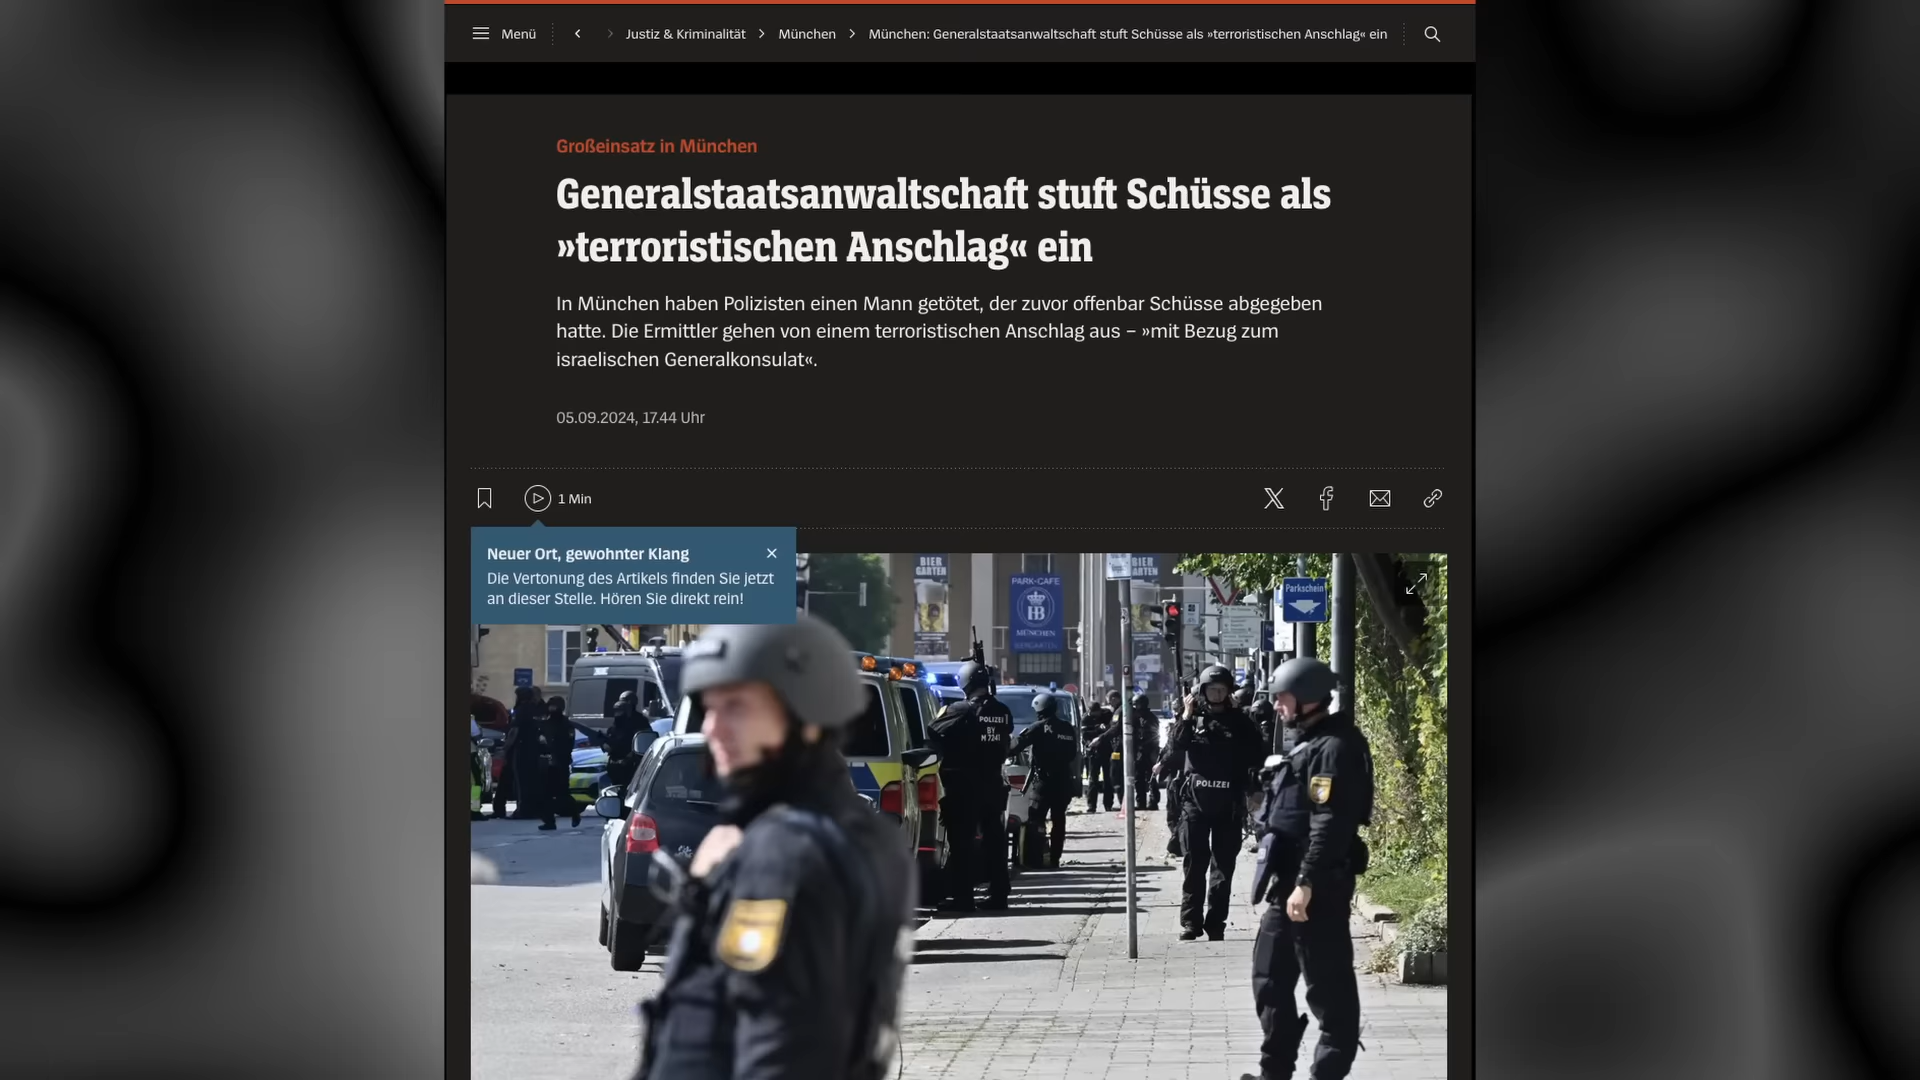 Menü
Justiz & Kriminalität
München
München: Generalstaatsanwaltschaft stuft Schüsse als »terroristischen Anschlag« ein
Großeinsatz in München
Generalstaatsanwaltschaft stuft Schüsse als
»terroristischen Anschlag« ein
In München haben Polizisten einen Mann getötet, der zuvor offenbar Schüsse abgegeben
hatte. Die Ermittler gehen von einem terroristischen Anschlag aus – »mit Bezug zum
israelischen Generalkonsulat«.
05.09.2024, 17.44 Uhr
1 Min
Neuer Ort, gewohnter Klang
Die Vertonung des Artikels finden Sie jetzt
an dieser Stelle. Hören Sie direkt rein!
BIER
GARTEN
PARK-CAFE
HB
MÜNCHEN
BIER
GARTEN
Parkschein
POLIZEI
BY
POLIZEI